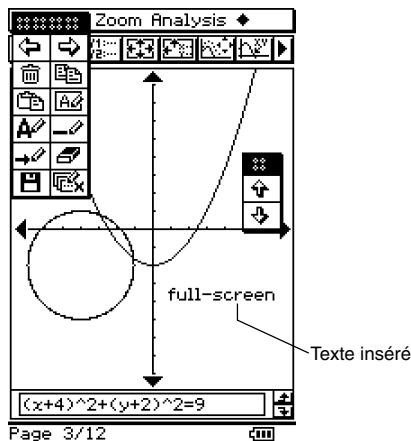 Zoom Analysis ◆
full-screen
Texte inséré
(x+4)^2+(y+2)^2=9
Page 3/12